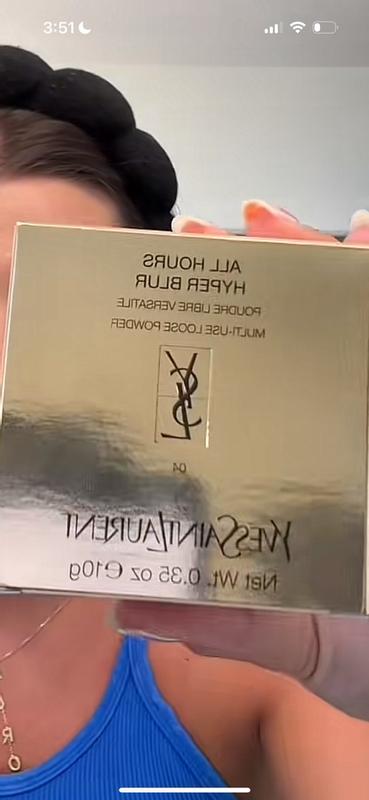 3:51
ALL HOURS
HYPER BLUR
POUDRE LIBRE VERSATILE
MULTI-USE LOOSE POWDER
YSL
04
YVESSAINTLAURENT
Net Wt. 0.35 oz ℮10g